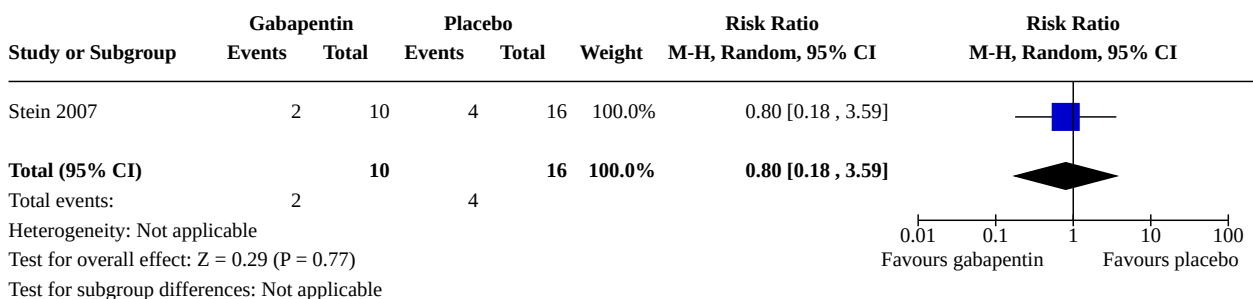 Gabapentin Placebo Risk Ratio Risk Ratio
Study or Subgroup Events Total Events Total Weight M-H, Random, 95% CI M-H, Random, 95% CI
Stein 2007 2 10 4 16 100.0% 0.80 [0.18 , 3.59]
Total (95% CI) 10 16 100.0% 0.80 [0.18 , 3.59]
Total events: 2 4
Heterogeneity: Not applicable
0.01 0.1 1 10 100
Test for overall effect: Z = 0.29 (P = 0.77)
Favours gabapentin Favours placebo
Test for subgroup differences: Not applicable